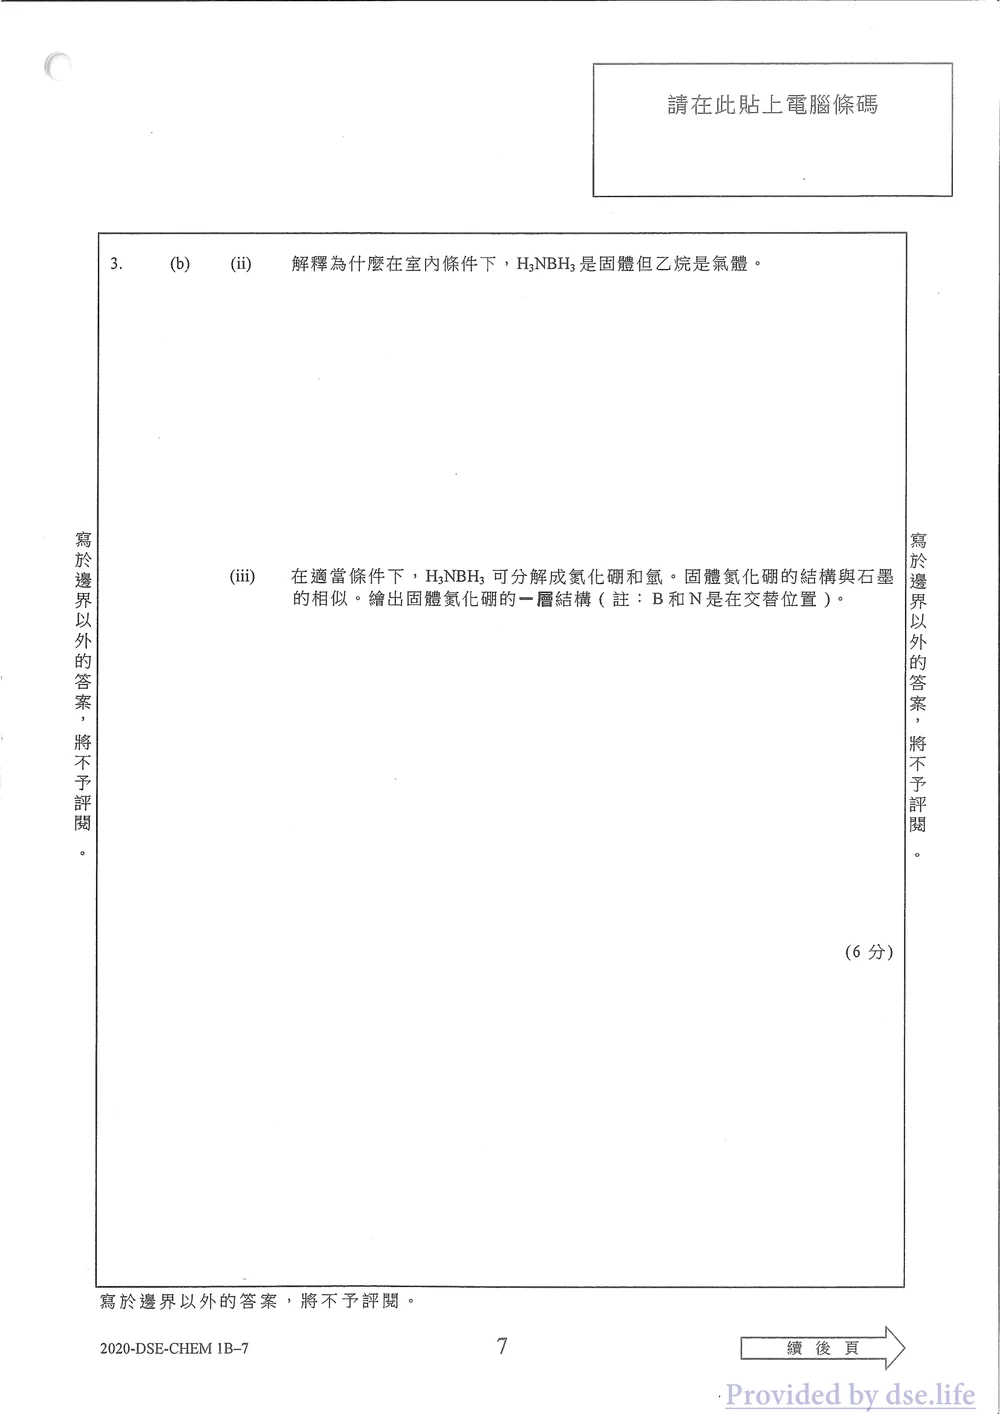 請在此貼上電腦條碼
3. (b) (ii) 解釋為什麼在室內條件下，H₃NBH₃ 是固體但乙烷是氣體。
(iii) 在適當條件下，H₃NBH₃ 可分解成氮化硼和氫。固體氮化硼的結構與石墨
的相似。繪出固體氮化硼的一層結構 ( 註：B 和 N 是在交替位置 )。
(6 分)
寫於邊界以外的答案，將不予評閱。
寫於邊界以外的答案，將不予評閱。
寫於邊界以外的答案，將不予評閱。
2020-DSE-CHEM 1B–7
7
續後頁
Provided by dse.life